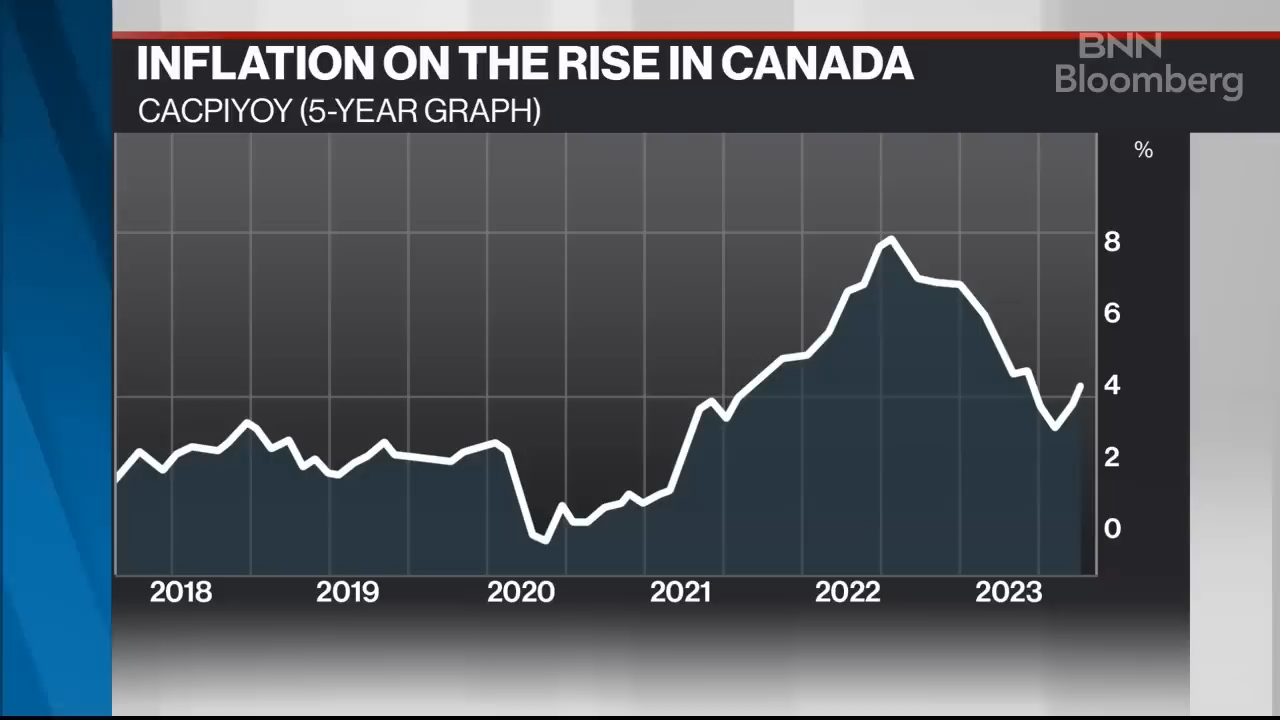 INFLATION ON THE RISE IN CANADA
BNN
Bloomberg
CACPIYOY (5-YEAR GRAPH)
%
8
6
4
2
0
2018 2019 2020 2021 2022 2023